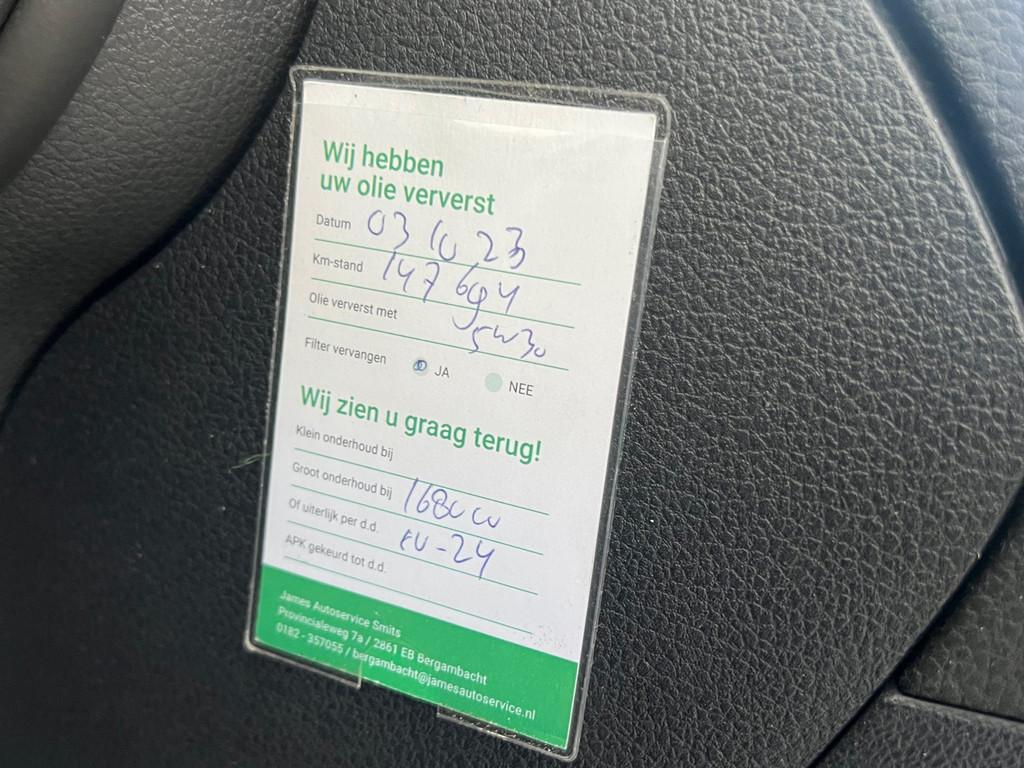 Wij hebben
uw olie ververst
Datum 03 10 23
Km-stand 147694
Olie ververst met 5w30
Filter vervangen JA NEE
Wij zien u graag terug!
Klein onderhoud bij
Groot onderhoud bij 168000
Of uiterlijk per d.d. 10-24
APK gekeurd tot d.d.
James Autoservice Smits
Provincialeweg 7a / 2861 EB Bergambacht
0182 - 357055 / bergambacht@jamesautoservice.nl